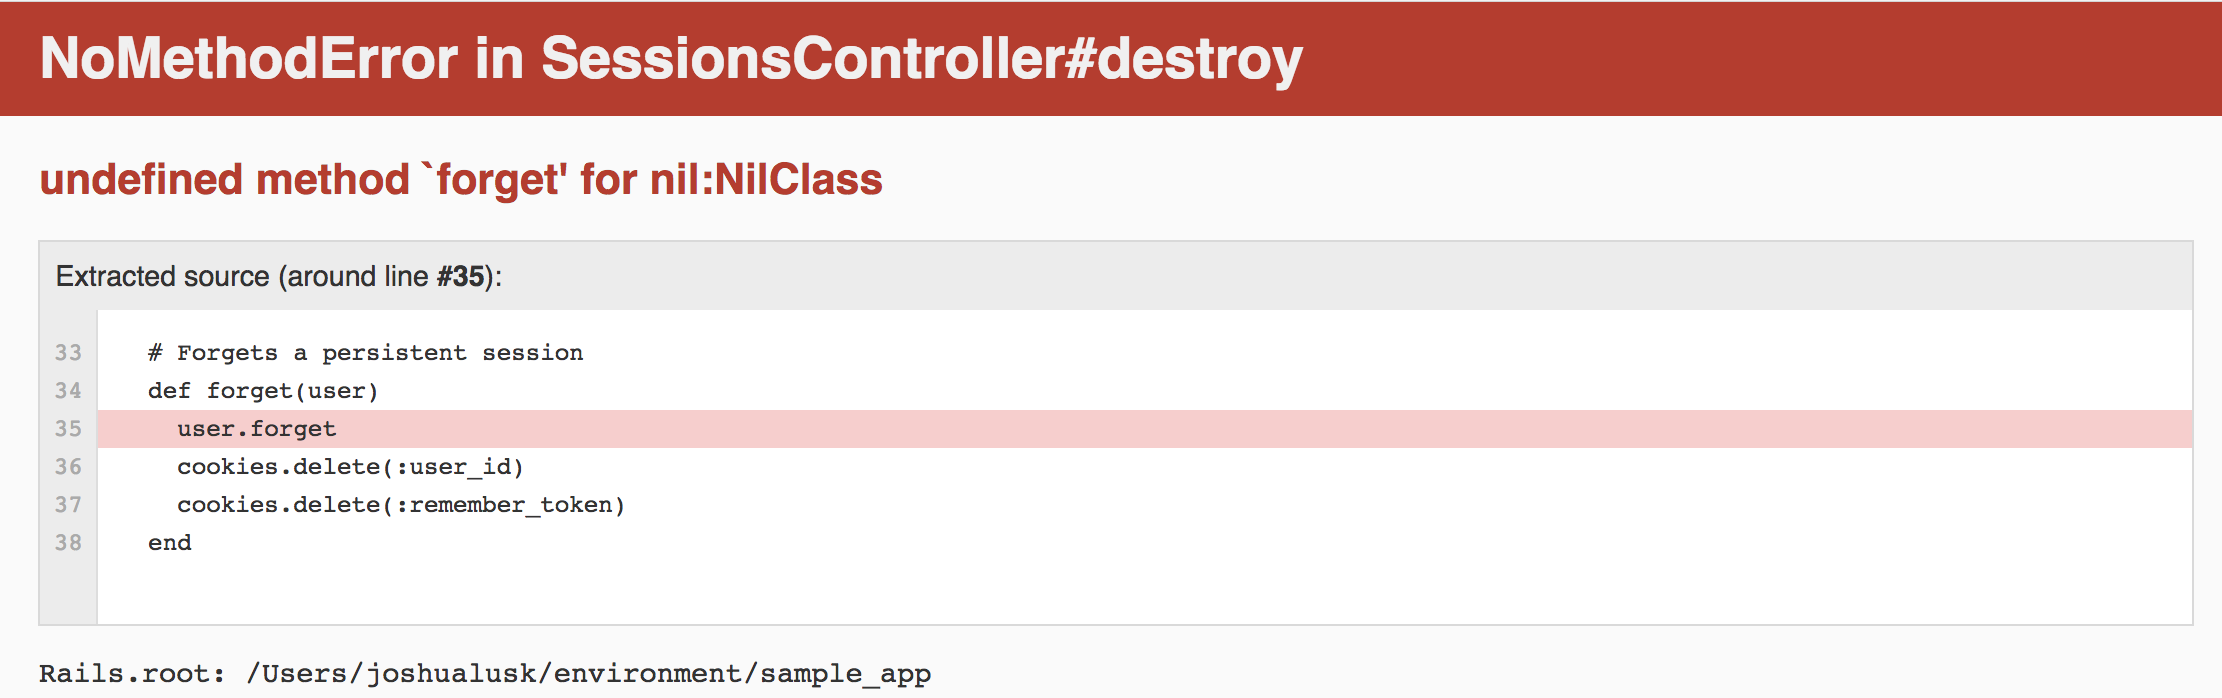 NoMethodError in SessionsController#destroy
undefined method `forget' for nil:NilClass
Extracted source (around line #35):
33 # Forgets a persistent session
34 def forget(user)
35 user.forget
36 cookies.delete(:user_id)
37 cookies.delete(:remember_token)
38 end
Rails.root: /Users/joshualusk/environment/sample_app